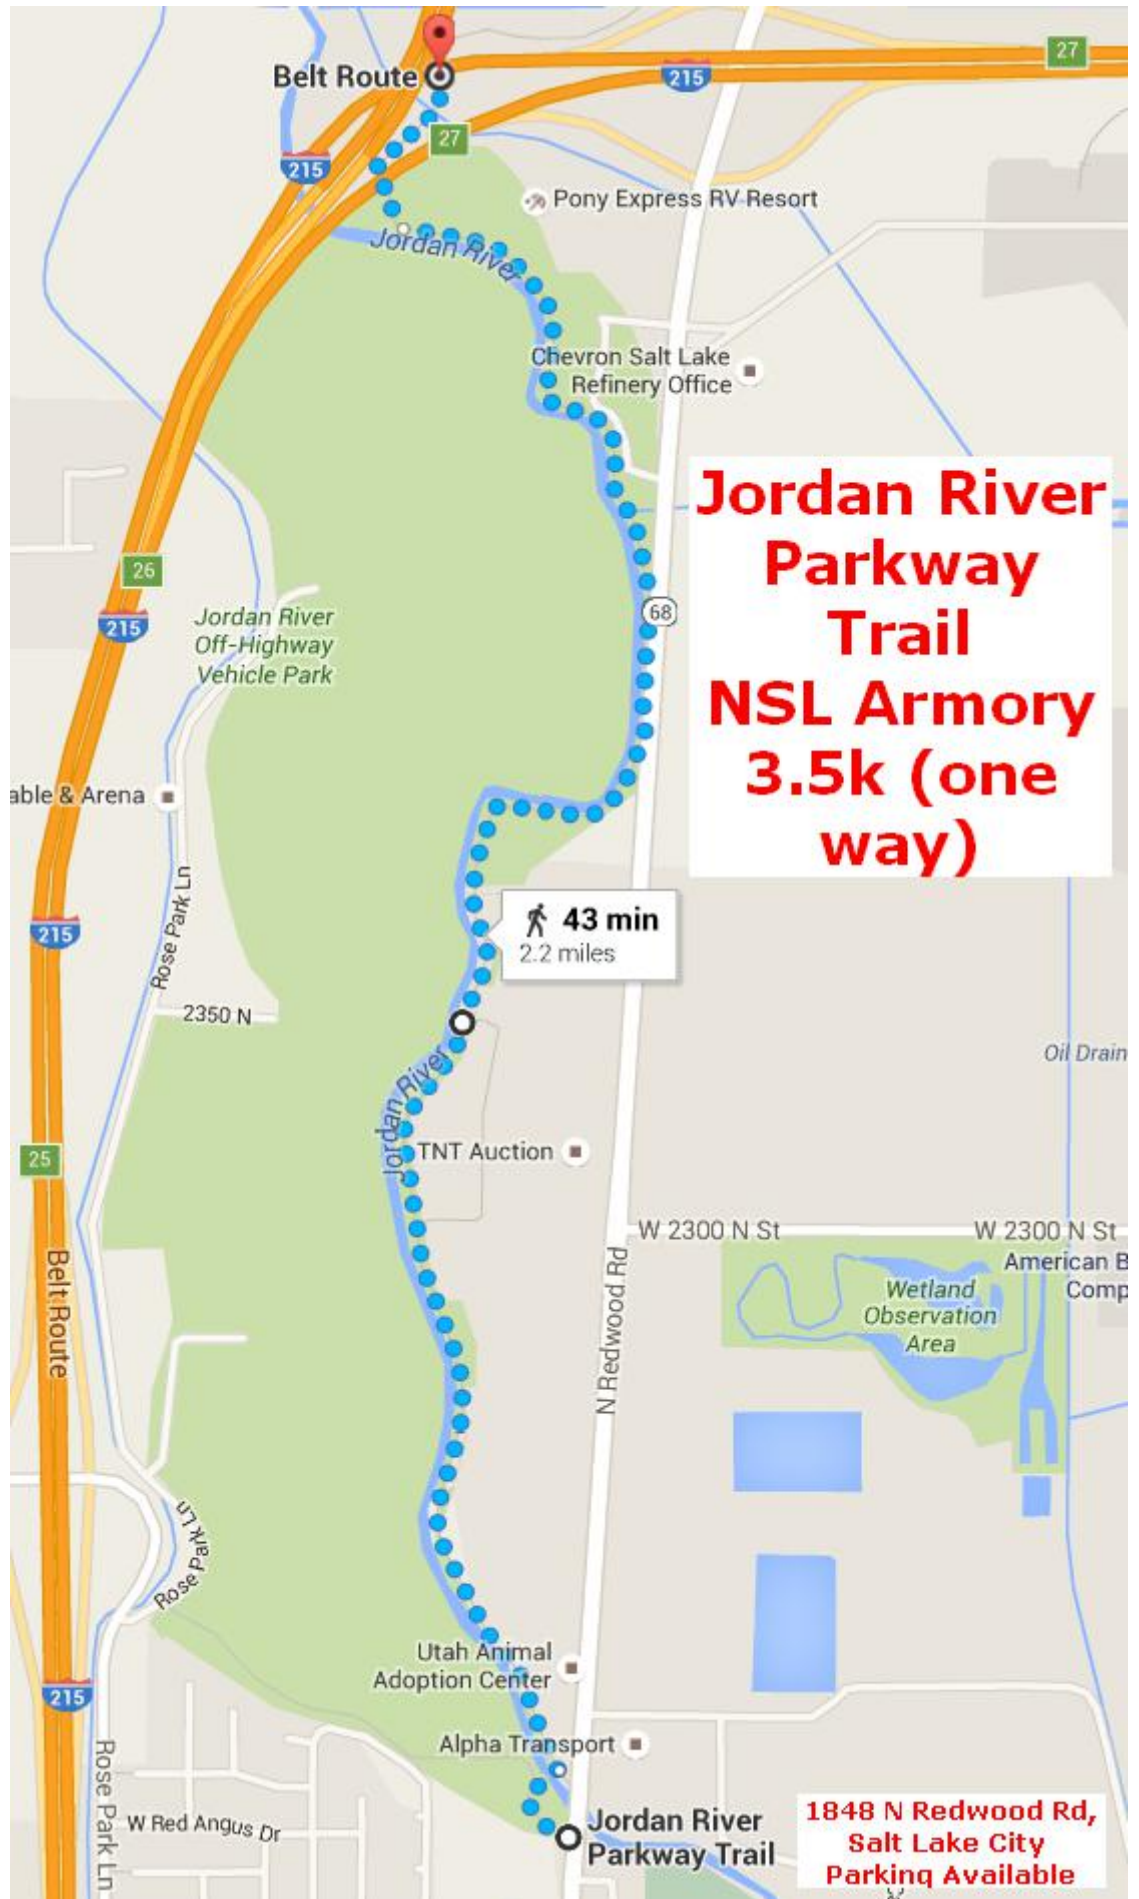 Belt Route
27
215
27
215
Pony Express RV Resort
Jordan River
Chevron Salt Lake
Refinery Office
Jordan River
Parkway
Trail
NSL Armory
3.5k (one
way)
26
215
68
Jordan River
Off-Highway
Vehicle Park
able & Arena
Rose Park Ln
43 min
2.2 miles
215
2350 N
Jordan River
Oil Drain
TNT Auction
25
W 2300 N St
W 2300 N St
American B
Comp
Belt Route
N Redwood Rd
Wetland
Observation
Area
Rose Park Ln
Rose Park Ln
Utah Animal
Adoption Center
215
Alpha Transport
Rose Park Ln
W Red Angus Dr
Jordan River
Parkway Trail
1848 N Redwood Rd,
Salt Lake City
Parking Available